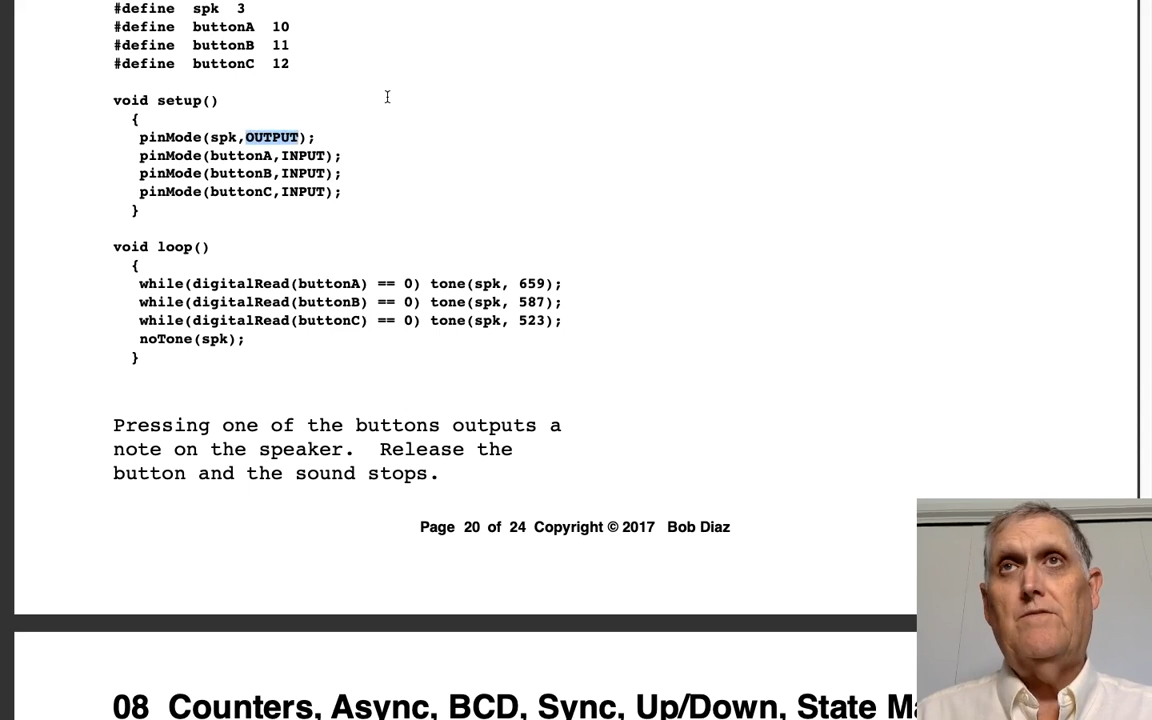 #define  spk  3
#define  buttonA  10
#define  buttonB  11
#define  buttonC  12
void setup()
{
pinMode(spk,OUTPUT);
pinMode(buttonA,INPUT);
pinMode(buttonB,INPUT);
pinMode(buttonC,INPUT);
}
void loop()
{
while(digitalRead(buttonA) == 0) tone(spk, 659);
while(digitalRead(buttonB) == 0) tone(spk, 587);
while(digitalRead(buttonC) == 0) tone(spk, 523);
noTone(spk);
}
Pressing one of the buttons outputs a
note on the speaker.  Release the
button and the sound stops.
Page 20 of 24 Copyright © 2017 Bob Diaz
08 Counters, Async, BCD, Sync, Up/Down, State